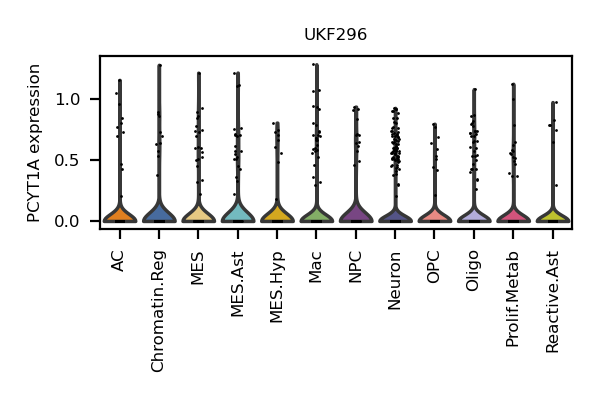 UKF296
PCYT1A expression
1.0
0.5
0.0
AC
Chromatin.Reg
MES
MES.Ast
MES.Hyp
Mac
NPC
Neuron
OPC
Oligo
Prolif.Metab
Reactive.Ast